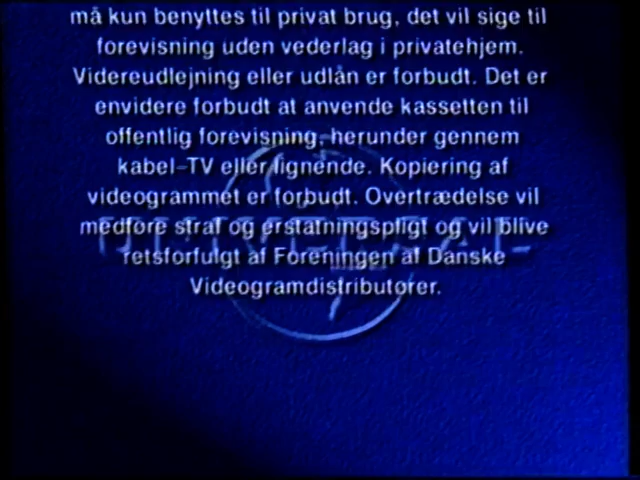 må kun benyttes til privat brug, det vil sige til
forevisning uden vederlag i privatehjem.
Videreudlejning eller udlån er forbudt. Det er
envidere forbudt at anvende kassetten til
offentlig forevisning, herunder gennem
kabel-TV eller lignende. Kopiering af
videogrammet er forbudt. Overtrædelse vil
medføre straf og erstatningspligt og vil blive
retsforfulgt af Foreningen af Danske
Videogramdistributører.
UNIVERSAL